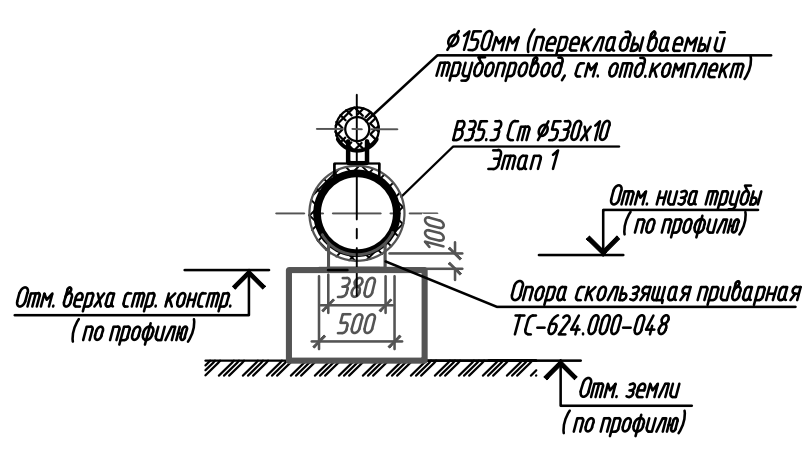 Ø150мм (перекладываемый
трубопровод, см. отд.комплект)
В35.3 Ст Ø530х10
Этап 1
Отм. низа трубы
(по профилю)
100
Отм. верха стр. констр.
(по профилю)
380
500
Опора скользящая приварная
ТС-624.000-048
Отм. земли
(по профилю)